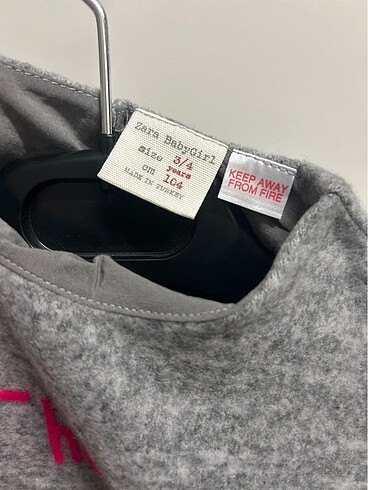 Zara BabyGirl
size 3/4 years
cm 104
MADE IN TURKEY
KEEP AWAY
FROM FIRE